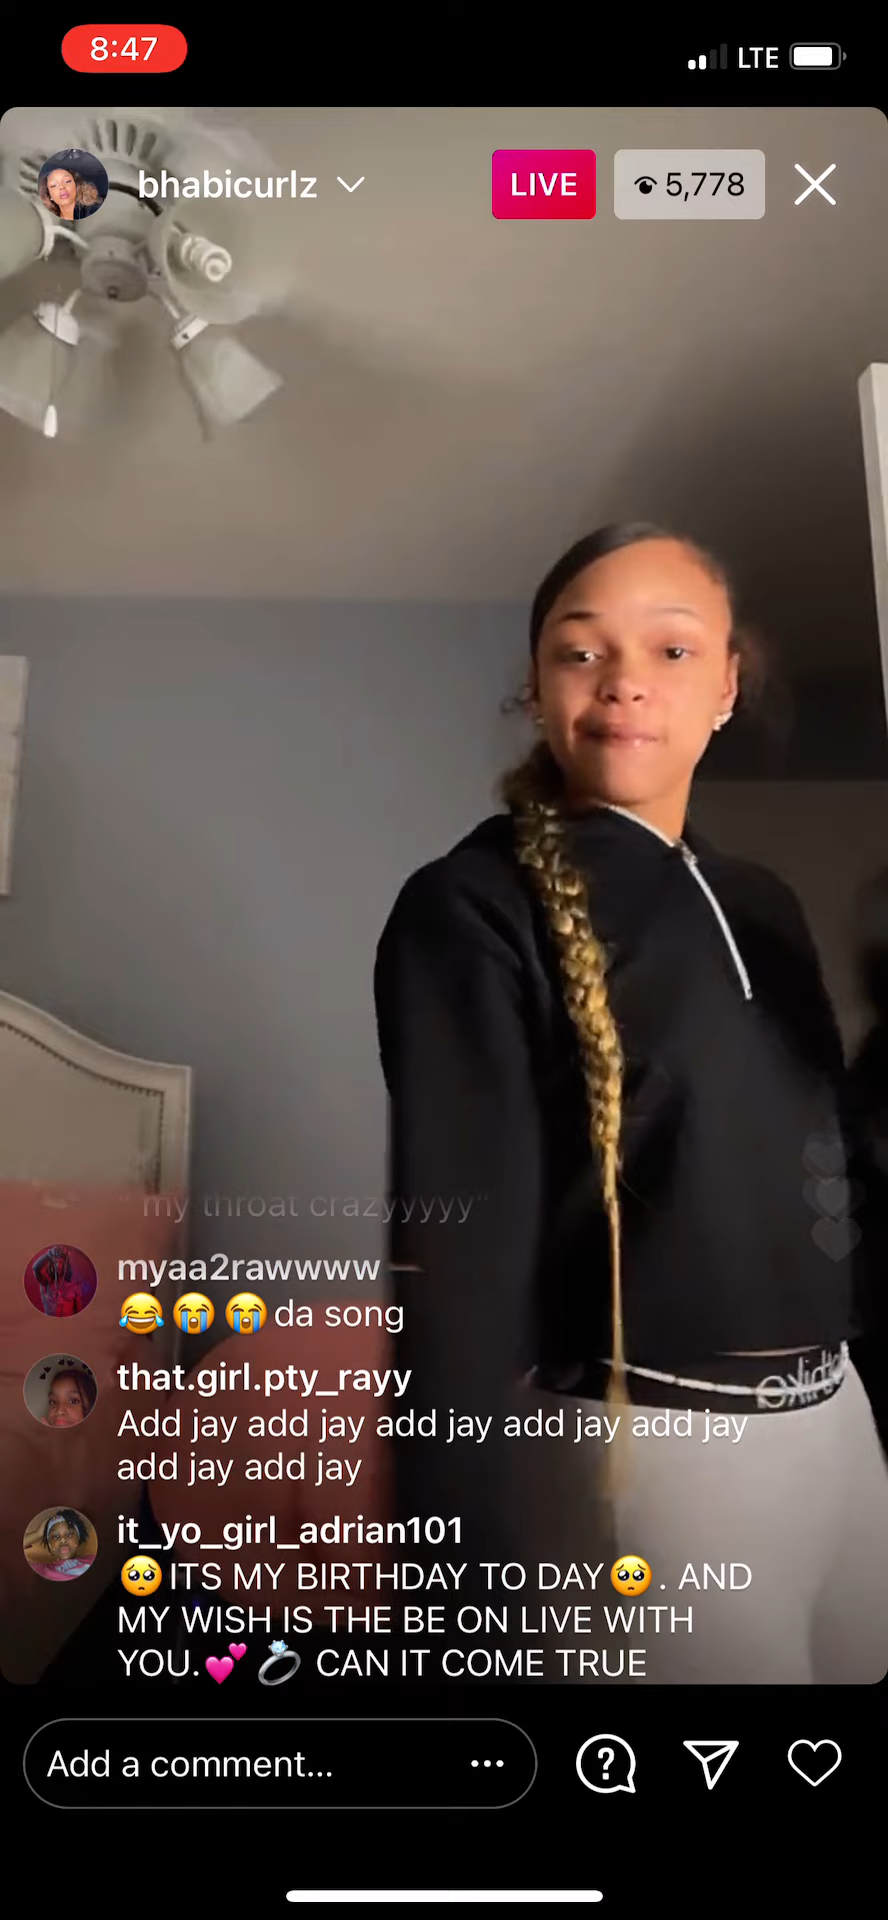 8:47
LTE
bhabicurlz
LIVE
5,778
" my throat crazyyyyy"
myaa2rawwww
😂😭😭da song
that.girl.pty_rayy
Add jay add jay add jay add jay add jay
add jay add jay
it_yo_girl_adrian101
🥺ITS MY BIRTHDAY TO DAY🥺. AND
MY WISH IS THE BE ON LIVE WITH
YOU.💕💍 CAN IT COME TRUE
Add a comment...